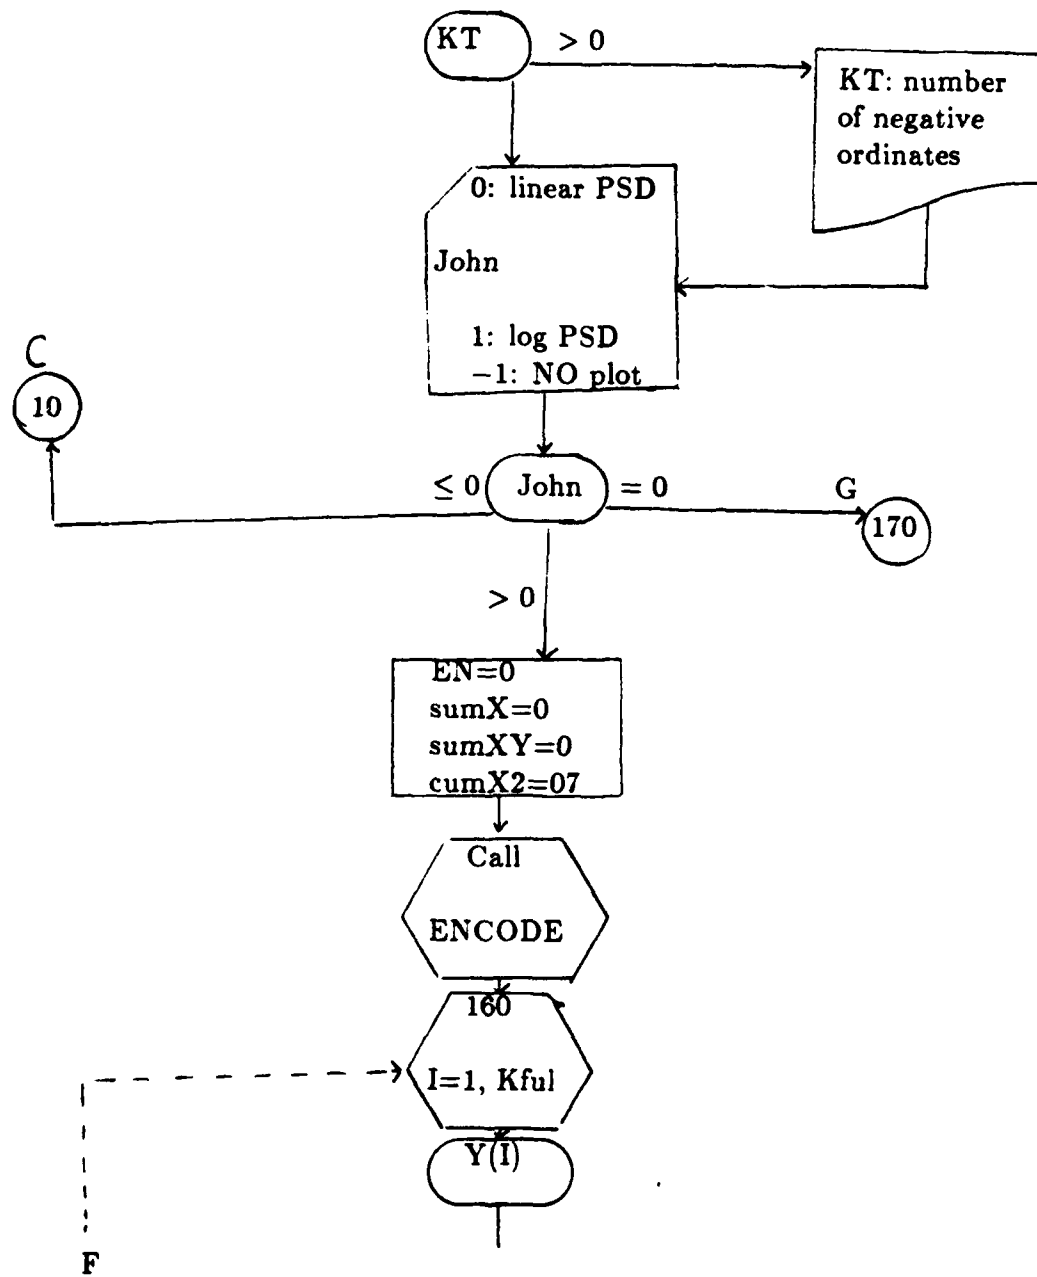 KT
> 0
KT: number
of negative
ordinates
0: linear PSD
John
1: log PSD
−1: NO plot
C
10
≤ 0
John
= 0
G
170
> 0
EN=0
sumX=0
sumXY=0
cumX2=07
Call
ENCODE
160
I=1, Kful
Y(I)
F